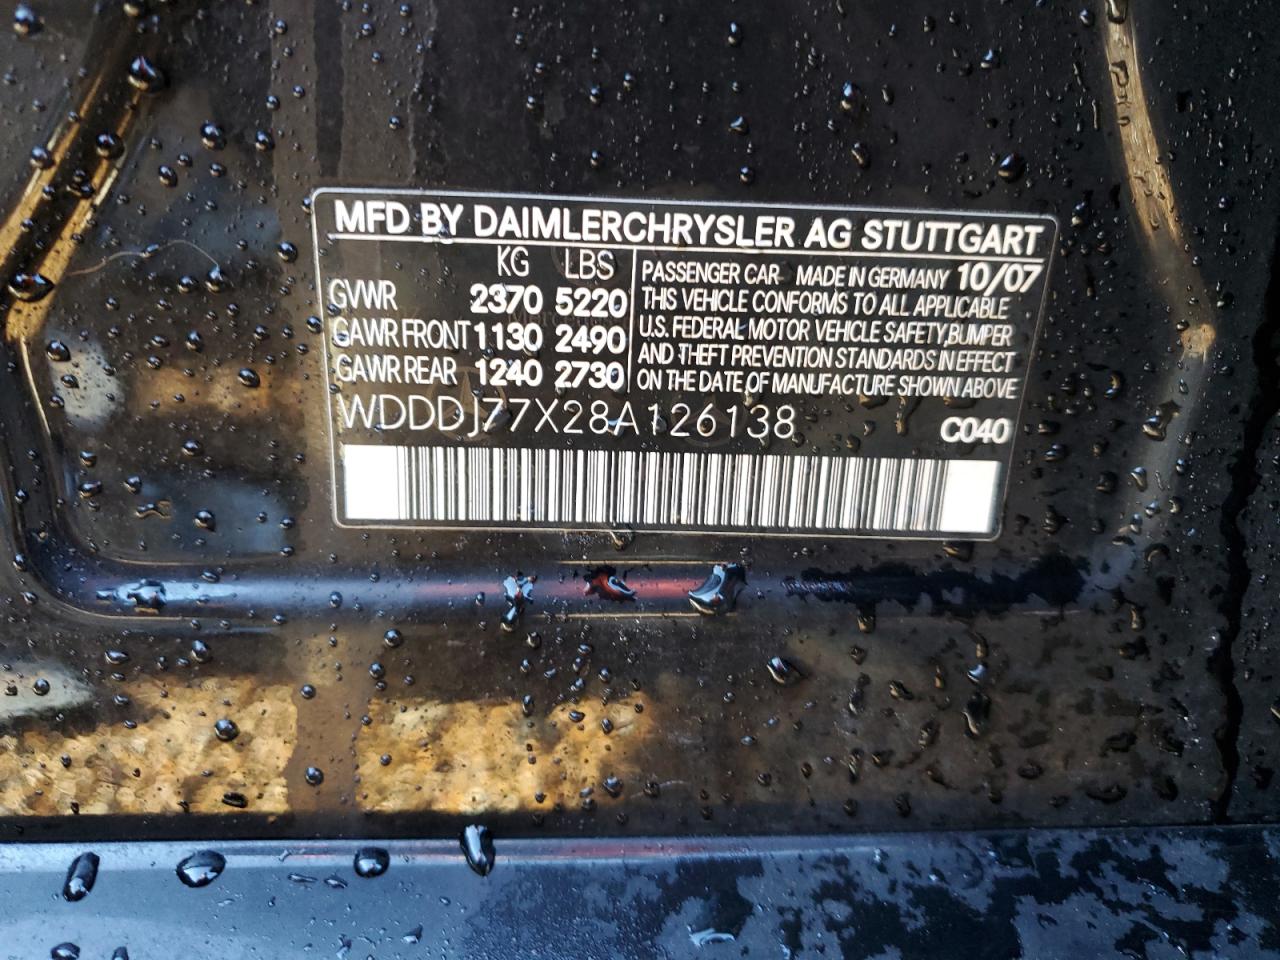 MFD BY DAIMLERCHRYSLER AG STUTTGART
KG LBS
GVWR 2370 5220
GAWR FRONT 1130 2490
GAWR REAR 1240 2730
PASSENGER CAR MADE IN GERMANY 10/07
THIS VEHICLE CONFORMS TO ALL APPLICABLE
U.S. FEDERAL MOTOR VEHICLE SAFETY, BUMPER
AND THEFT PREVENTION STANDARDS IN EFFECT
ON THE DATE OF MANUFACTURE SHOWN ABOVE
WDDDJ77X28A126138 C040